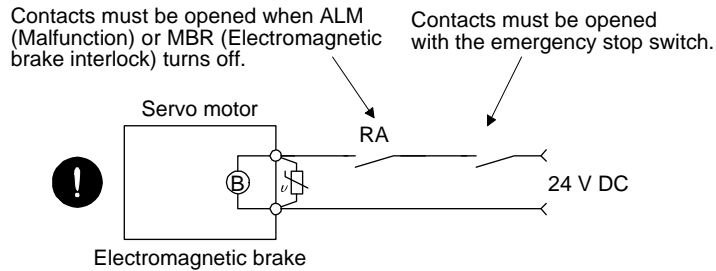 Contacts must be opened when ALM
(Malfunction) or MBR (Electromagnetic
brake interlock) turns off.
Contacts must be opened
with the emergency stop switch.
Servo motor
RA
B
υ
24 V DC
Electromagnetic brake